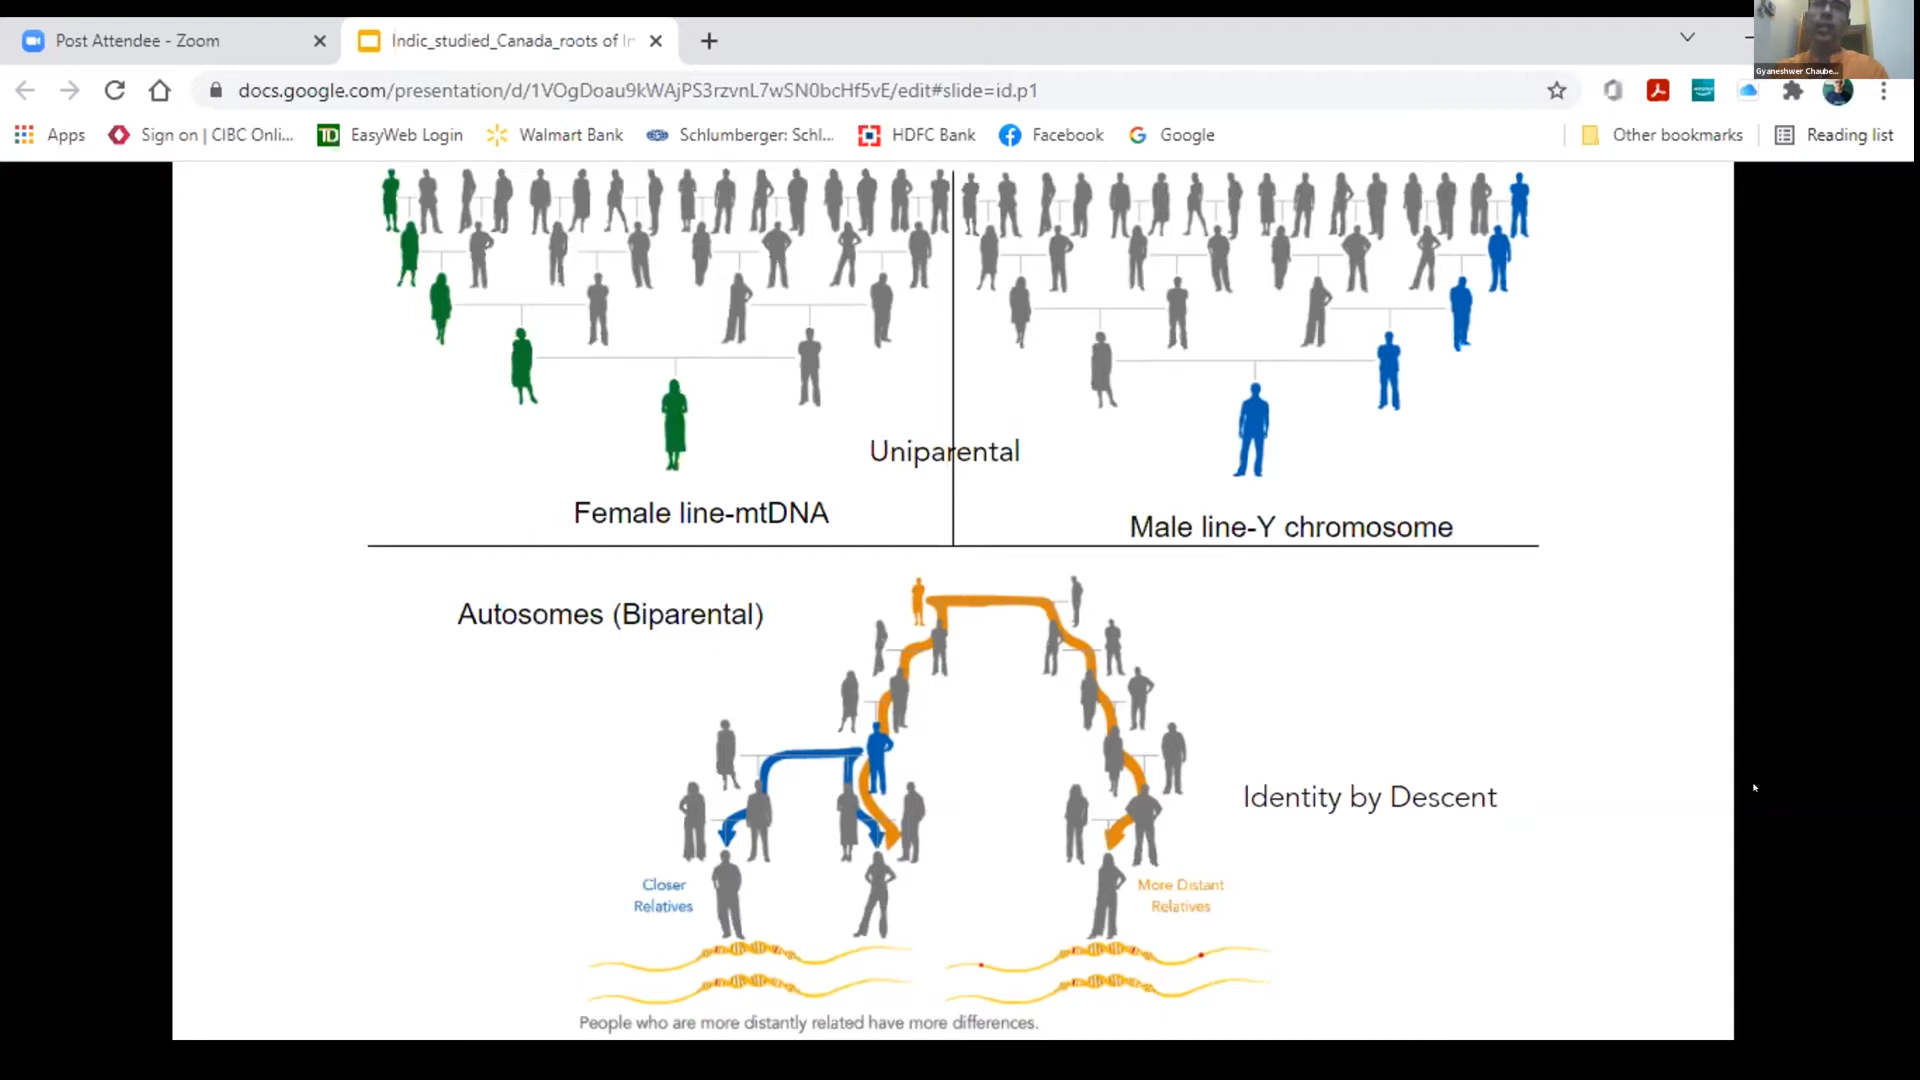 Post Attendee - Zoom
Indic_studied_Canada_roots of In
Gyaneshwer Chaube...
docs.google.com/presentation/d/1VOgDoau9kWAjPS3rzvnL7wSN0bcHf5vE/edit#slide=id.p1
Apps
Sign on | CIBC Onli...
TD
EasyWeb Login
Walmart Bank
Schlumberger: Schl...
HDFC Bank
Facebook
Google
Other bookmarks
Reading list
Uniparental
Female line-mtDNA
Male line-Y chromosome
Autosomes (Biparental)
Identity by Descent
Closer
Relatives
More Distant
Relatives
People who are more distantly related have more differences.